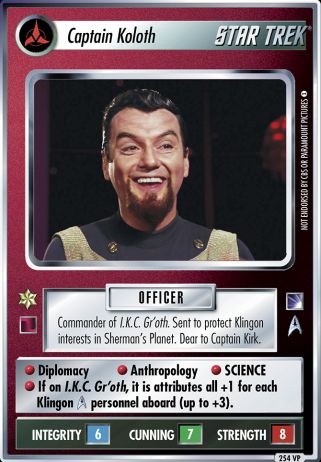 Captain Koloth STAR TREK®
NOT ENDORSED BY CBS OR PARAMOUNT PICTURES
OFFICER
Commander of I.K.C. Gr'oth. Sent to protect Klingon
interests in Sherman's Planet. Dear to Captain Kirk.
• Diplomacy • Anthropology • SCIENCE
• If on I.K.C. Gr'oth, it is attributes all +1 for each
Klingon personnel aboard (up to +3).
INTEGRITY 6 CUNNING 7 STRENGTH 8
254 VP